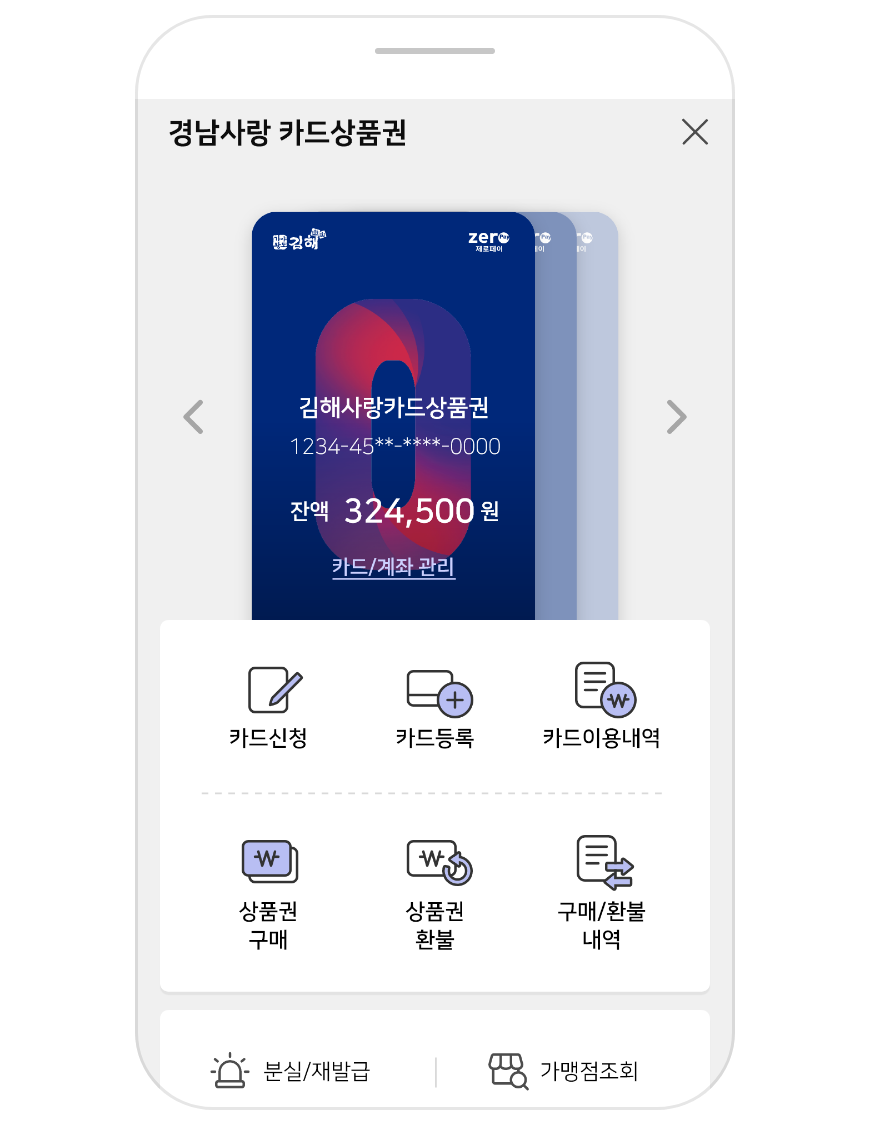 경남사랑 카드상품권
김해
zero
제로페이
김해사랑카드상품권
1234-45**-****-0000
잔액 324,500 원
카드/계좌 관리
카드신청 카드등록 카드이용내역
상품권 상품권 구매/환불
구매 환불 내역
분실/재발급 가맹점조회